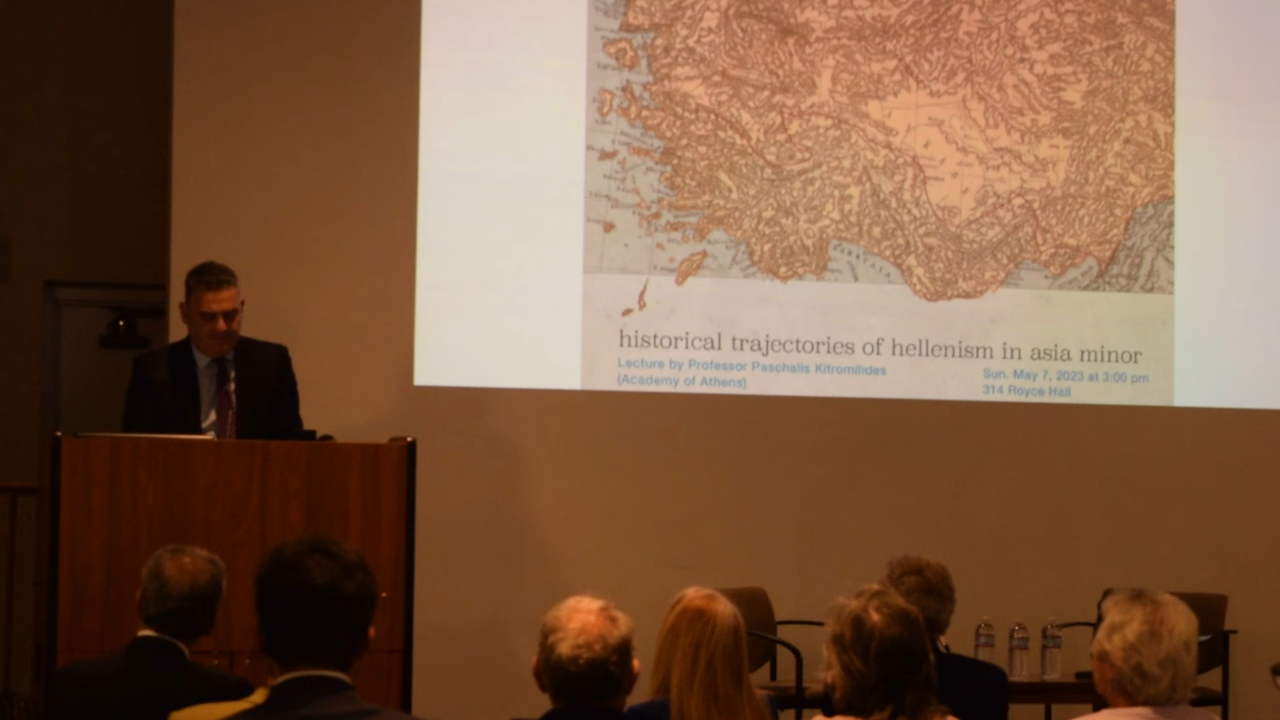 historical trajectories of hellenism in asia minor
Lecture by Professor Paschalis Kitromilides
(Academy of Athens)
Sun. May 7, 2023 at 3:00 pm
314 Royce Hall